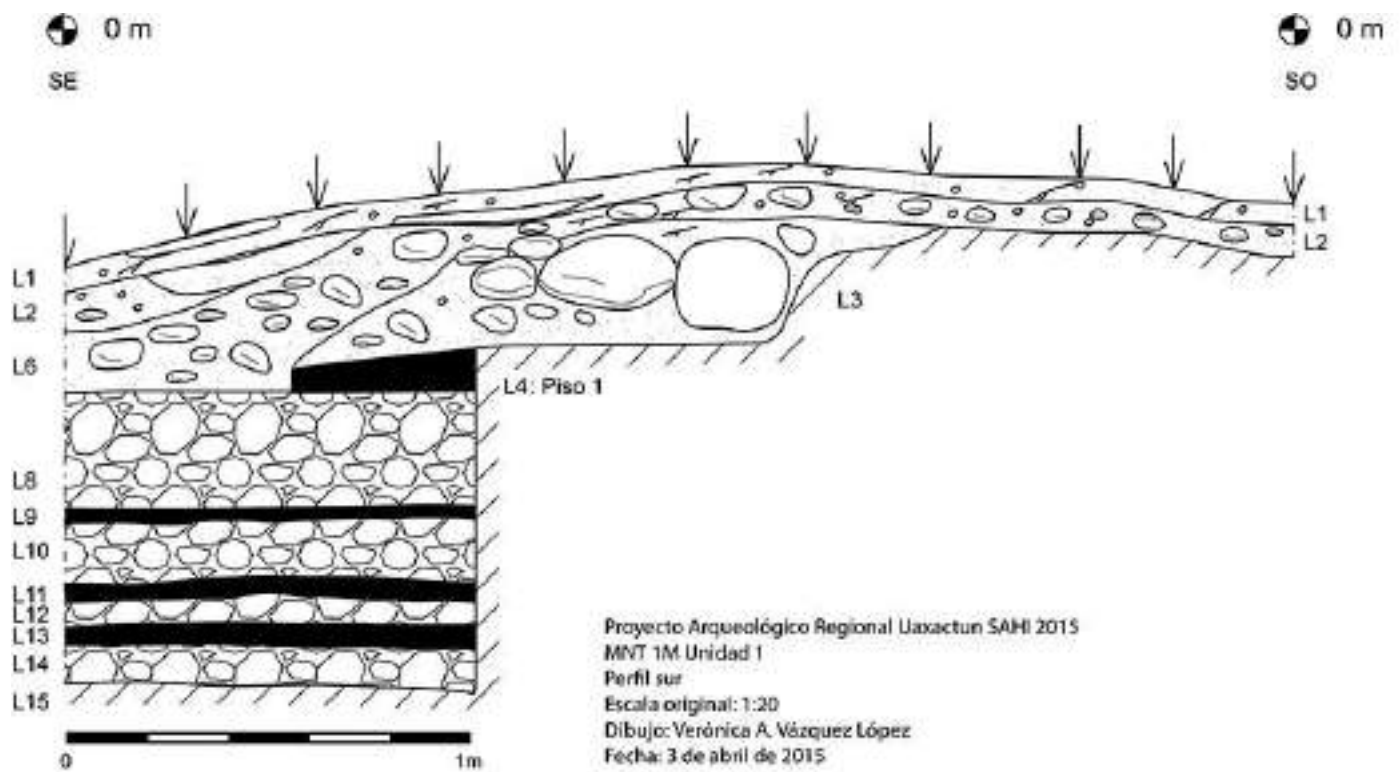 0 m
0 m
SE
SO
L1
L2
L1
L2
L3
L6
L4: Piso 1
L8
L9
L10
L11
L12
L13
L14
L15
Proyecto Arqueológico Regional Uaxactun SAHI 2015
MNT 1M Unidad 1
Perfil sur
Escala original: 1:20
Dibujo: Verónica A. Vázquez López
Fecha: 3 de abril de 2015
0
1m